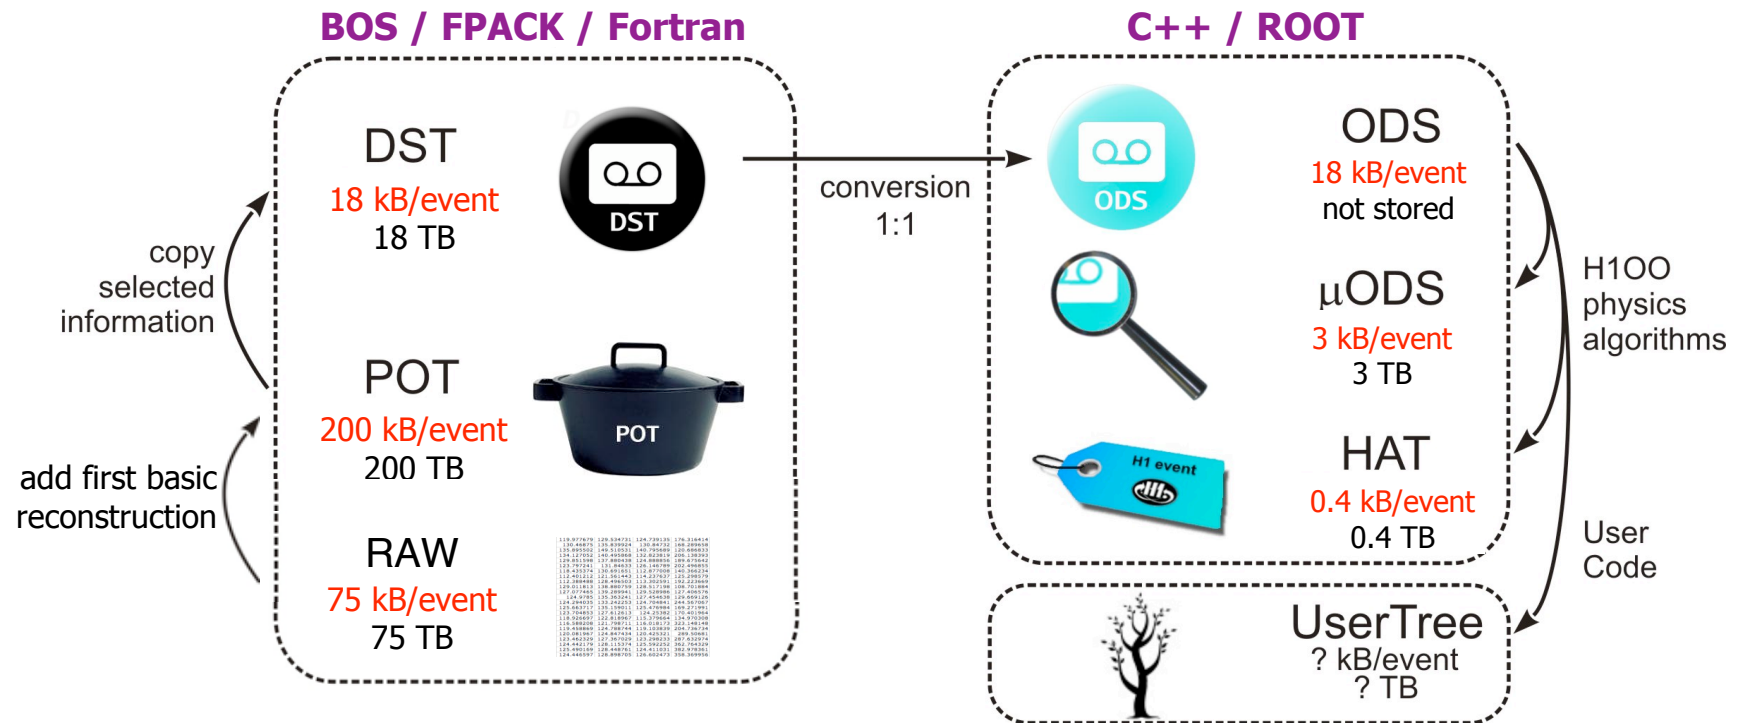 BOS / FPACK / Fortran
DST
18 kB/event
18 TB
DST
copy
selected
information
POT
200 kB/event
200 TB
POT
add first basic
reconstruction
RAW
75 kB/event
75 TB
conversion
1:1
C++ / ROOT
ODS
ODS
18 kB/event
not stored
μODS
3 kB/event
3 TB
H1 event
HAT
0.4 kB/event
0.4 TB
H1OO
physics
algorithms
User
Code
UserTree
? kB/event
? TB